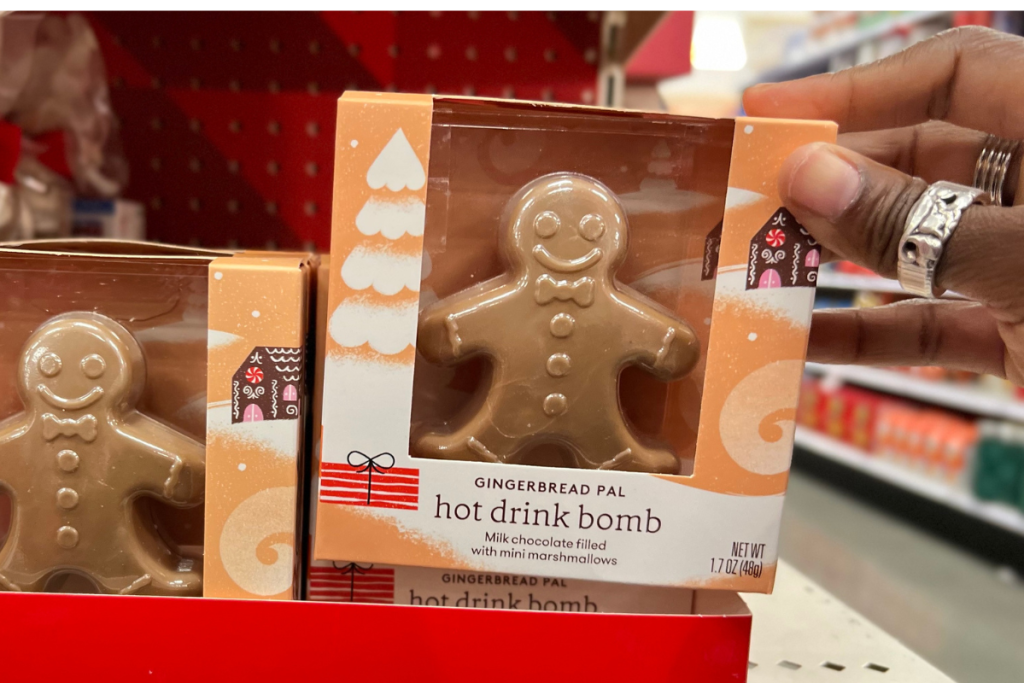 GINGERBREAD PAL
hot drink bomb
Milk chocolate filled
with mini marshmallows
NET WT
1.7 OZ (48g)
GINGERBREAD PAL
hot drink bomb